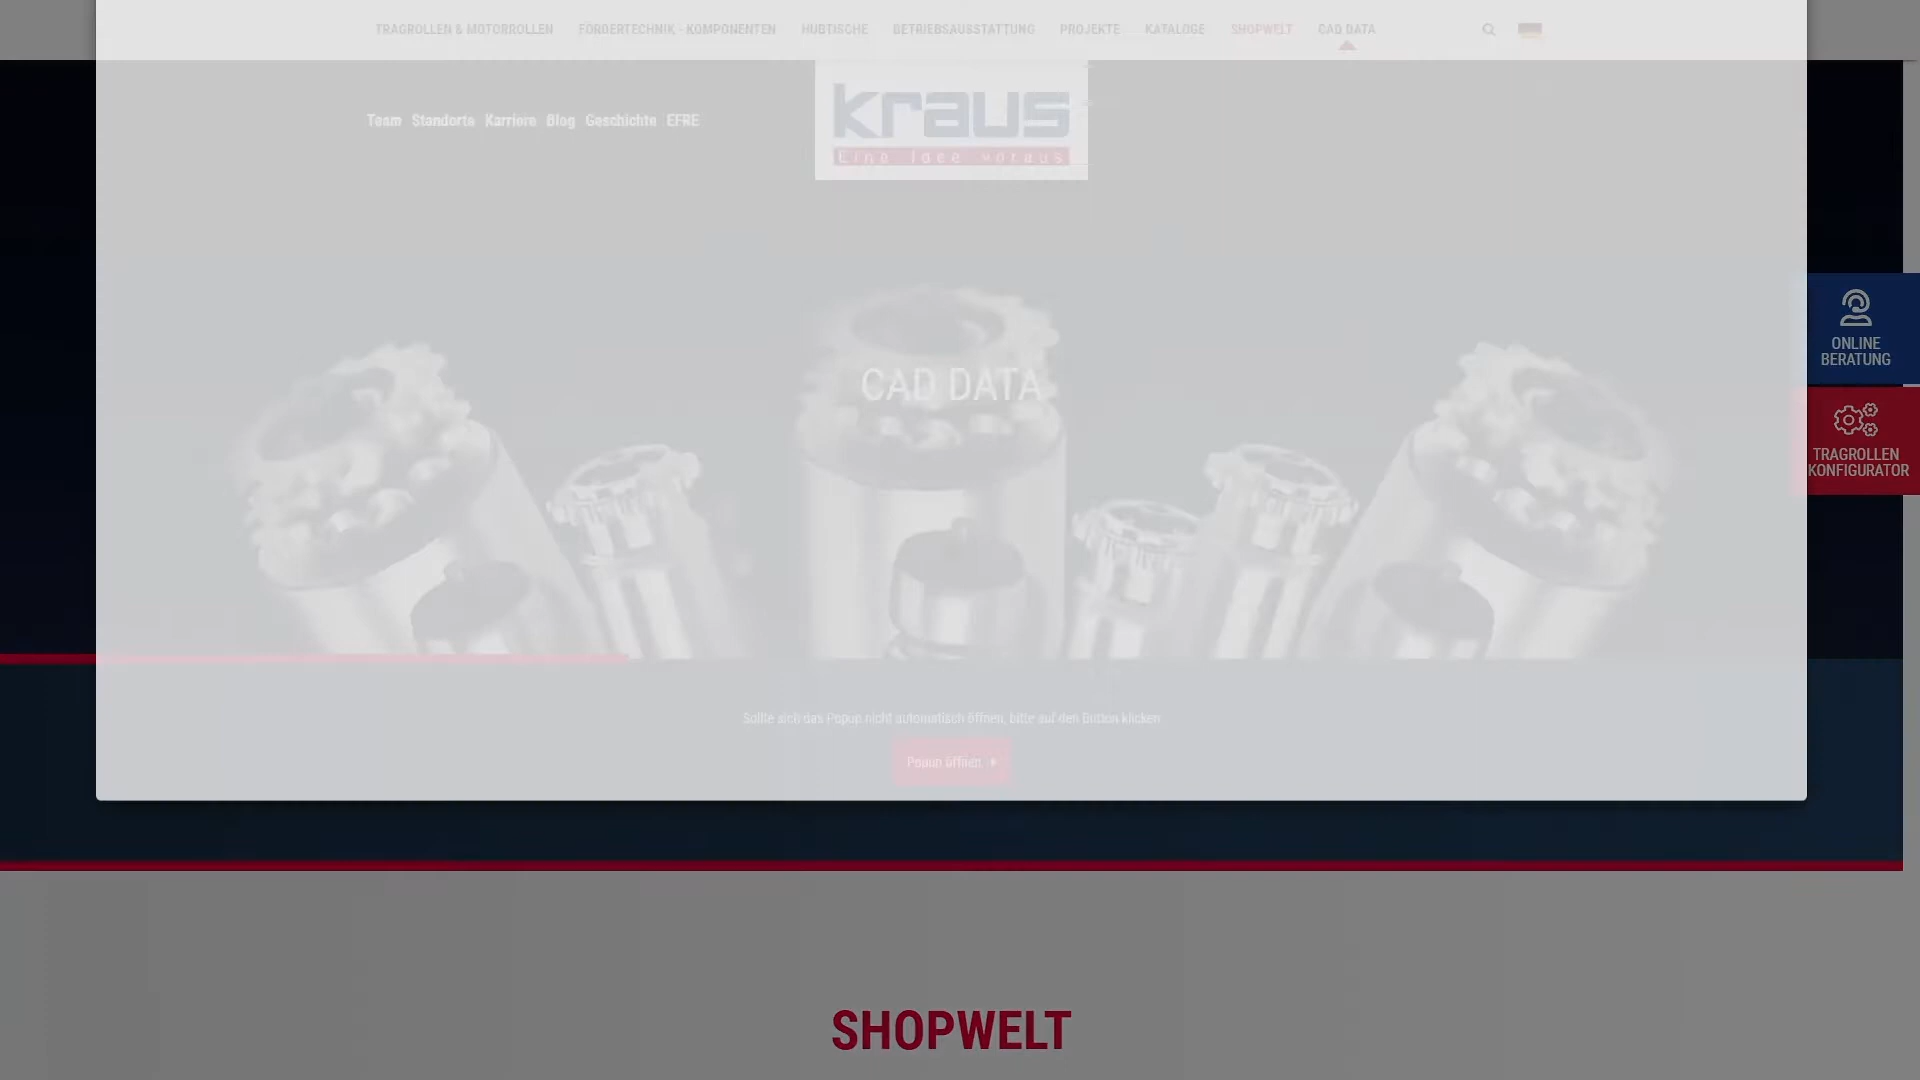 TRAGROLLEN & MOTORROLLEN FÖRDERTECHNIK - KOMPONENTEN HUBTISCHE BETRIEBSAUSSTATTUNG PROJEKTE KATALOGE SHOPWELT CAD DATA
Team Standorte Karriere Blog Geschichte EFRE
kraus
Eine Idee voraus
ONLINE
BERATUNG
CAD DATA
TRAGROLLEN
KONFIGURATOR
Sollte sich das Popup nicht automatisch öffnen, bitte auf den Button klicken
Popup öffnen
SHOPWELT